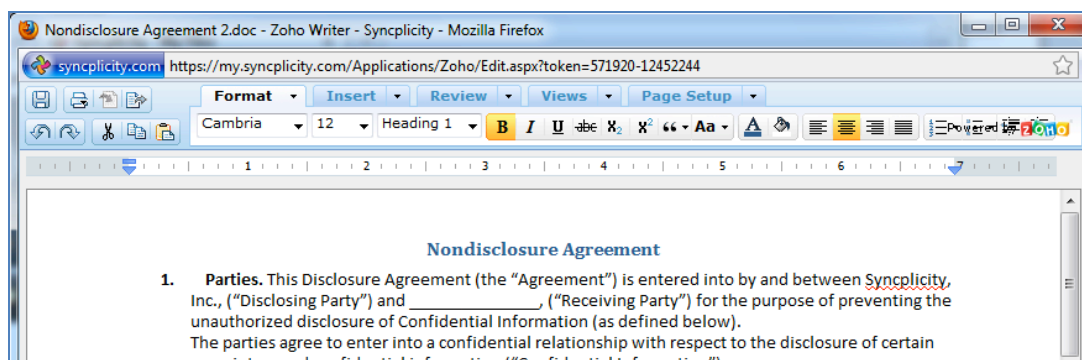 Nondisclosure Agreement 2.doc - Zoho Writer - Syncplicity - Mozilla Firefox
syncplicity.com https://my.syncplicity.com/Applications/Zoho/Edit.aspx?token=571920-12452244
Format Insert Review Views Page Setup
Cambria 12 Heading 1 B I U abc X₂ X² “ Aa A Powered ZOHO
1 2 3 4 5 6 7
Nondisclosure Agreement
1. Parties. This Disclosure Agreement (the “Agreement”) is entered into by and between Syncplicity,
Inc., (“Disclosing Party”) and _______________, (“Receiving Party”) for the purpose of preventing the
unauthorized disclosure of Confidential Information (as defined below).
The parties agree to enter into a confidential relationship with respect to the disclosure of certain